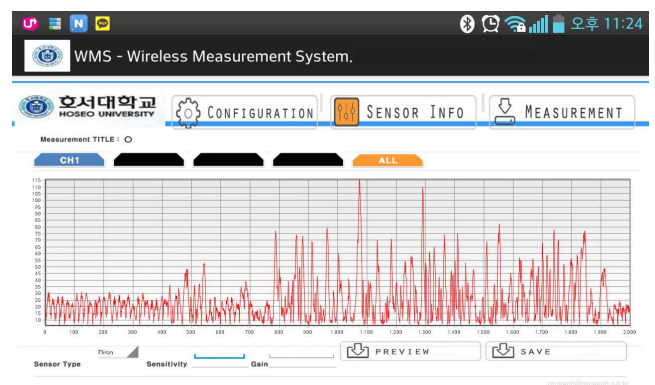 오후 11:24
WMS - Wireless Measurement System.
호서대학교
HOSEO UNIVERSITY
CONFIGURATION
SENSOR INFO
MEASUREMENT
Measurement TITLE : O
CH1
ALL
115
110
105
100
95
90
85
80
75
70
65
60
55
50
45
40
35
30
25
20
15
10
0 100 200 300 400 500 600 700 800 900 1,000 1,100 1,200 1,300 1,400 1,500 1,600 1,700 1,800 1,900 2,000
Disp
PREVIEW
SAVE
Sensor Type
Sensitivity
Gain